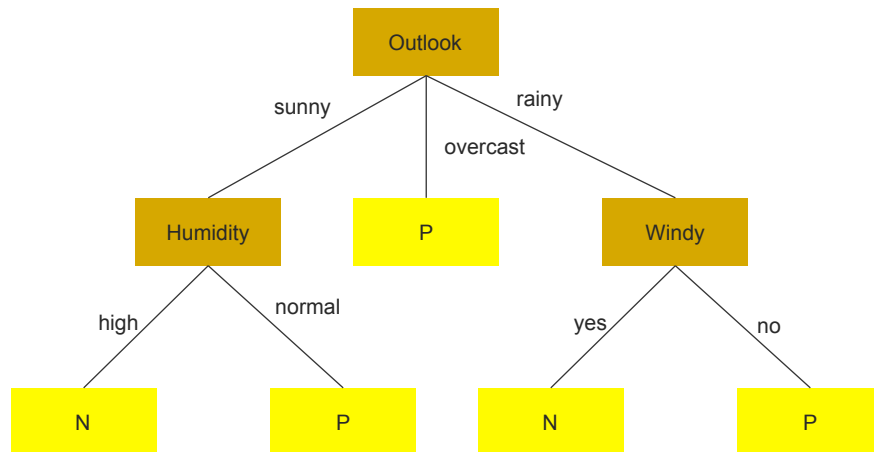 Outlook
sunny
rainy
overcast
Humidity
P
Windy
high
normal
yes
no
N
P
N
P